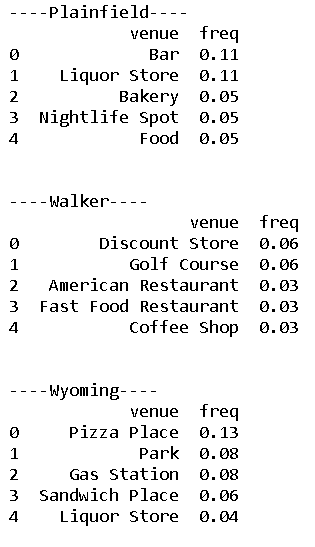 ----Plainfield----
venue freq
0 Bar 0.11
1 Liquor Store 0.11
2 Bakery 0.05
3 Nightlife Spot 0.05
4 Food 0.05
----Walker----
venue freq
0 Discount Store 0.06
1 Golf Course 0.06
2 American Restaurant 0.03
3 Fast Food Restaurant 0.03
4 Coffee Shop 0.03
----Wyoming----
venue freq
0 Pizza Place 0.13
1 Park 0.08
2 Gas Station 0.08
3 Sandwich Place 0.06
4 Liquor Store 0.04